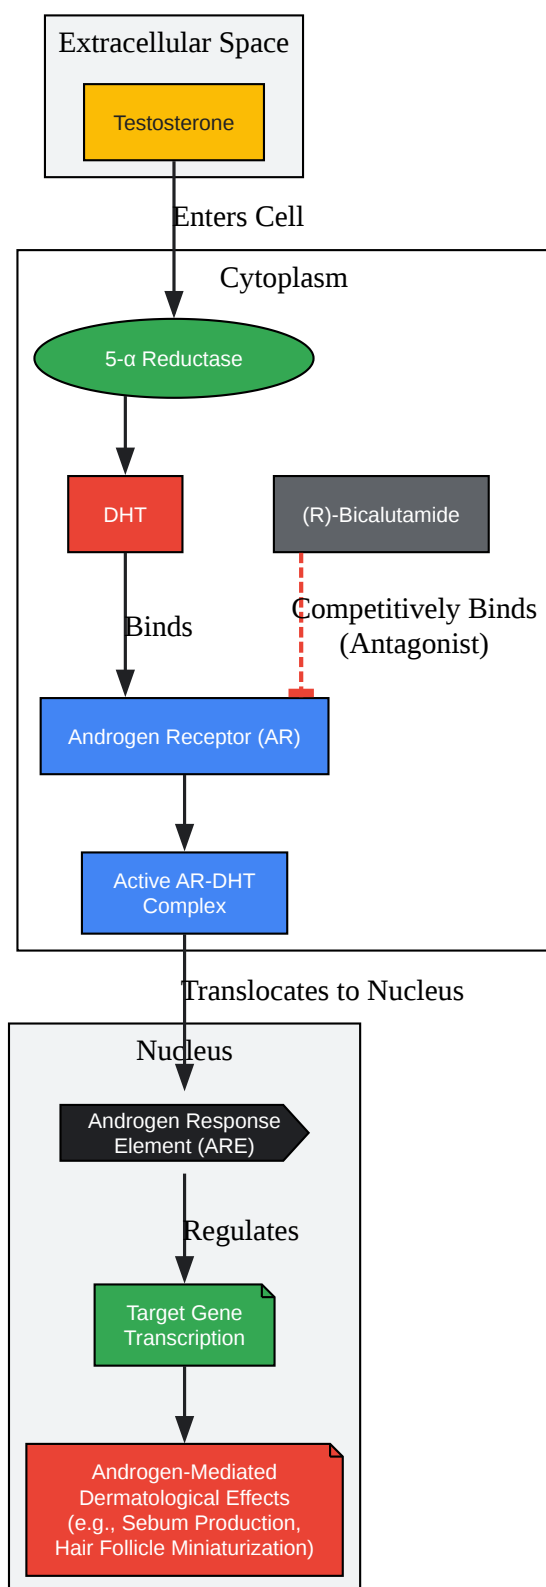 Extracellular Space
Testosterone
Enters Cell
Cytoplasm
5-α Reductase
DHT
(R)-Bicalutamide
Binds
Competitively Binds
(Antagonist)
Androgen Receptor (AR)
Active AR-DHT
Complex
Translocates to Nucleus
Nucleus
Androgen Response
Element (ARE)
Regulates
Target Gene
Transcription
Androgen-Mediated
Dermatological Effects
(e.g., Sebum Production,
Hair Follicle Miniaturization)